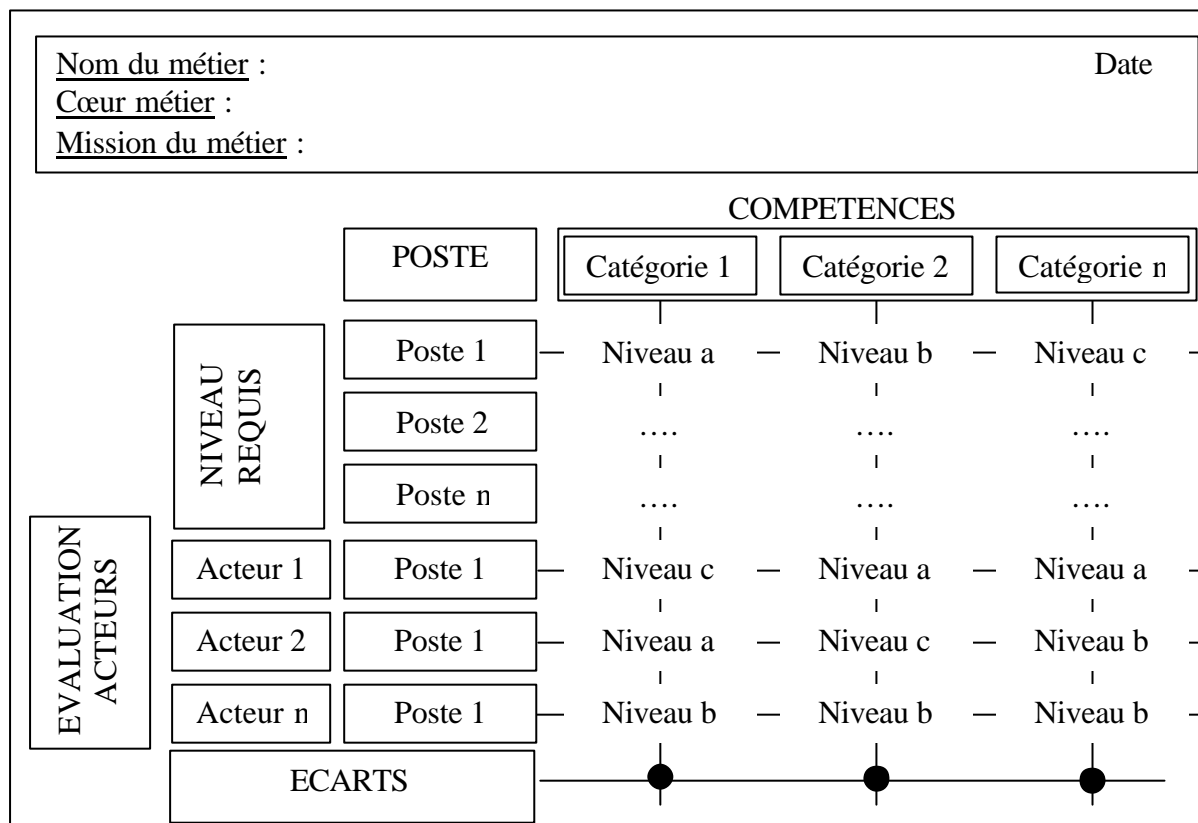 Nom du métier :
Date
Cœur métier :
Mission du métier :
COMPETENCES
POSTE
Catégorie 1
Catégorie 2
Catégorie n
NIVEAU
REQUIS
Poste 1
Niveau a
Niveau b
Niveau c
Poste 2
….
….
….
Poste n
….
….
….
EVALUATION
ACTEURS
Acteur 1
Poste 1
Niveau c
Niveau a
Niveau a
Acteur 2
Poste 1
Niveau a
Niveau c
Niveau b
Acteur n
Poste 1
Niveau b
Niveau b
Niveau b
ECARTS